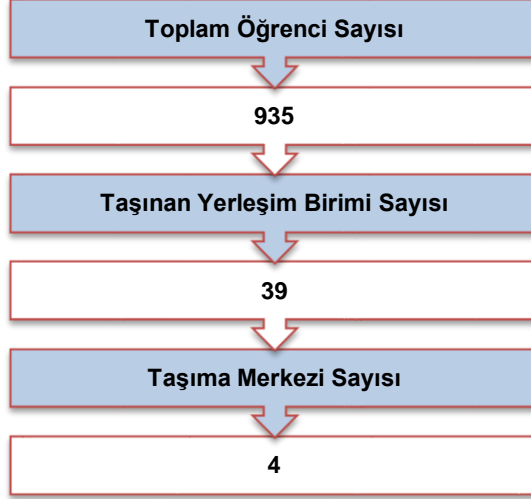 Toplam Öğrenci Sayısı
935
Taşınan Yerleşim Birimi Sayısı
39
Taşıma Merkezi Sayısı
4